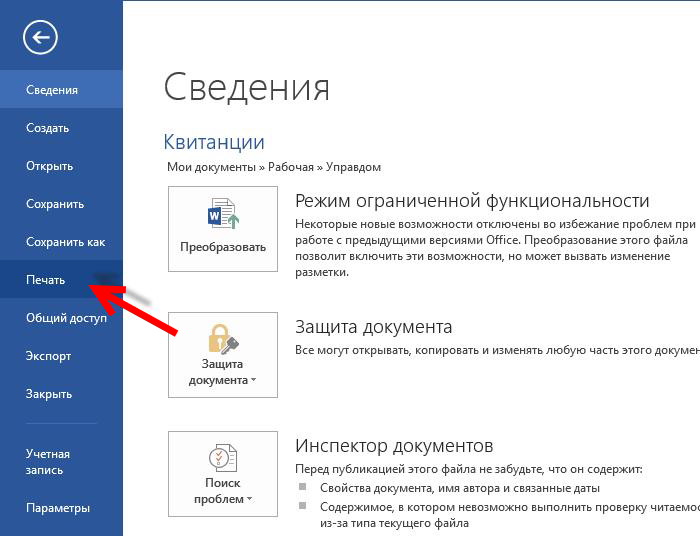 Сведения
Создать
Открыть
Сохранить
Сохранить как
Печать
Общий доступ
Экспорт
Закрыть
Учетная
запись
Параметры
Сведения
Квитанции
Мои документы » Рабочая » Управдом
Преобразовать
Режим ограниченной функциональности
Некоторые новые возможности отключены во избежание проблем при
работе с предыдущими версиями Office. Преобразование этого файла
позволит включить эти возможности, но может вызвать изменение
разметки.
Защита
документа
Защита документа
Все могут открывать, копировать и изменять любую часть этого докумен
Поиск
проблем
Инспектор документов
Перед публикацией этого файла не забудьте, что он содержит:
Свойства документа, имя автора и связанные даты
Содержимое, в котором невозможно выполнить проверку читаемос
из-за типа текущего файла